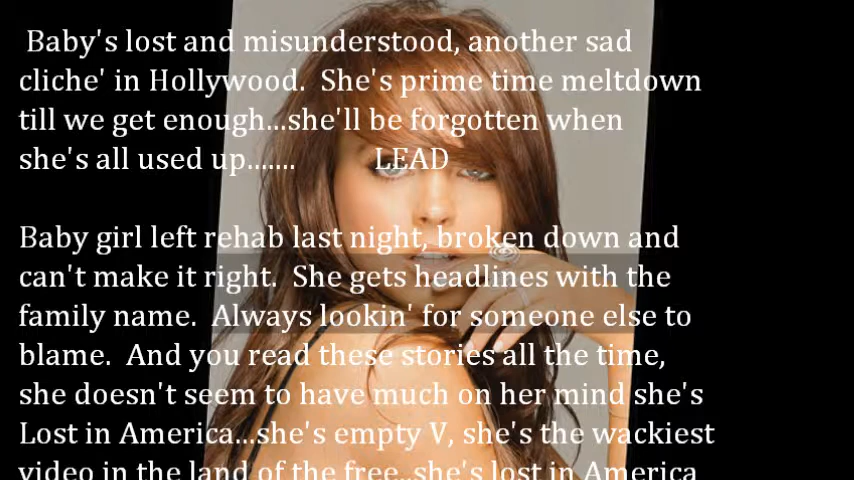 Baby's lost and misunderstood, another sad
cliche' in Hollywood.  She's prime time meltdown
till we get enough...she'll be forgotten when
she's all used up.......          LEAD
Baby girl left rehab last night, broken down and
can't make it right.  She gets headlines with the
family name.  Always lookin' for someone else to
blame.  And you read these stories all the time,
she doesn't seem to have much on her mind she's
Lost in America...she's empty V, she's the wackiest
video in the land of the free..she's lost in America